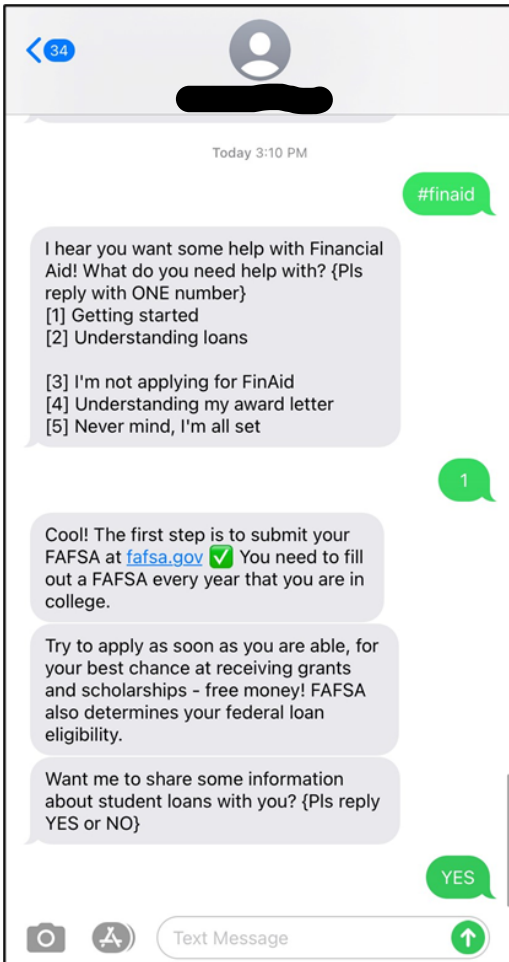 34
Today 3:10 PM
#finaid
I hear you want some help with Financial
Aid! What do you need help with? {Pls
reply with ONE number}
[1] Getting started
[2] Understanding loans
[3] I'm not applying for FinAid
[4] Understanding my award letter
[5] Never mind, I'm all set
1
Cool! The first step is to submit your
FAFSA at fafsa.gov ✅ You need to fill
out a FAFSA every year that you are in
college.
Try to apply as soon as you are able, for
your best chance at receiving grants
and scholarships - free money! FAFSA
also determines your federal loan
eligibility.
Want me to share some information
about student loans with you? {Pls reply
YES or NO}
YES
Text Message